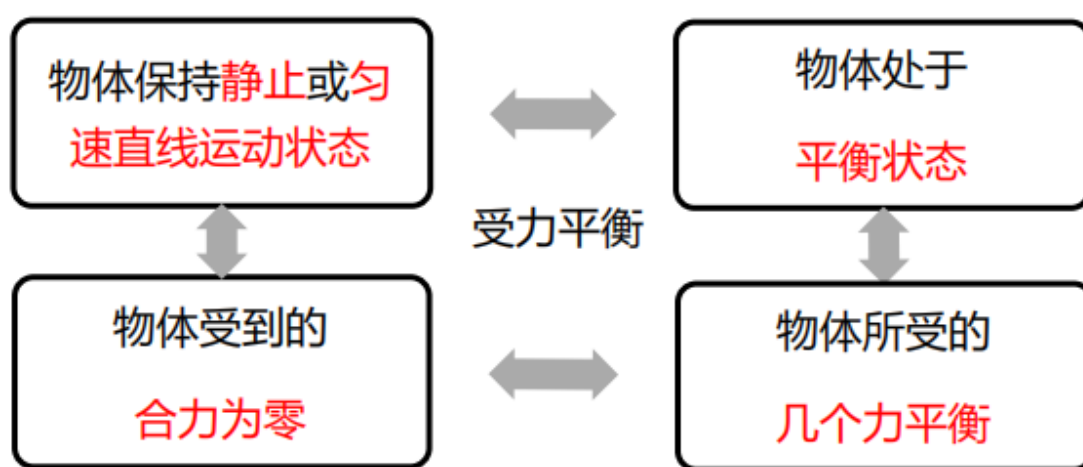 物体保持静止或匀
速直线运动状态
物体处于
平衡状态
受力平衡
物体受到的
合力为零
物体所受的
几个力平衡